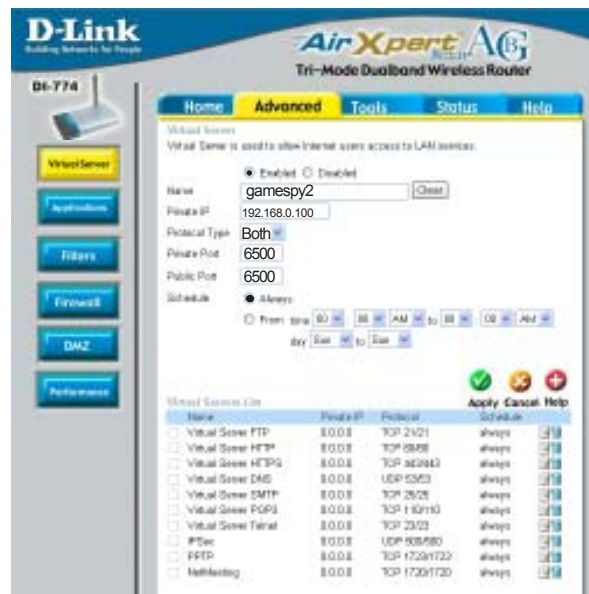 D-Link
Building Networks for People
Air Xpert AG
Tri-Mode Dualband Wireless Router
DI-774
Home Advanced Tools Status Help
Virtual Server
Applications
Filters
Firewall
DMZ
Performance
Virtual Server
Virtual Server is used to allow Internet users access to LAN services.
Enabled Disabled
Name gamespy2 Clear
Private IP 192.168.0.100
Protocol Type Both
Private Port 6500
Public Port 6500
Schedule Always
From time 00 00 AM to 00 00 AM
day Sun to Sun
Apply Cancel Help
Virtual Servers List
Name Private IP Protocol Schedule
Virtual Server FTP 0.0.0.0 TCP 21/21 always
Virtual Server HTTP 0.0.0.0 TCP 80/80 always
Virtual Server HTTPS 0.0.0.0 TCP 443/443 always
Virtual Server DNS 0.0.0.0 UDP 53/53 always
Virtual Server SMTP 0.0.0.0 TCP 25/25 always
Virtual Server POP3 0.0.0.0 TCP 110/110 always
Virtual Server Telnet 0.0.0.0 TCP 23/23 always
IPSec 0.0.0.0 UDP 500/500 always
PPTP 0.0.0.0 TCP 1723/1723 always
NetMeeting 0.0.0.0 TCP 1720/1720 always